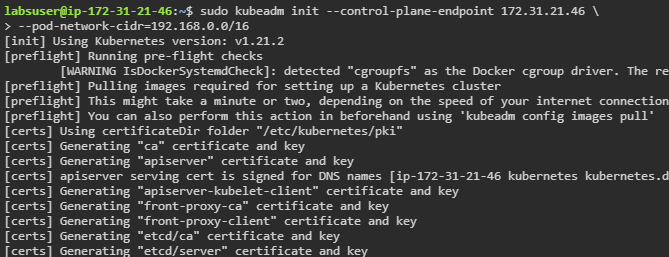 labsuser@ip-172-31-21-46:~$ sudo kubeadm init --control-plane-endpoint 172.31.21.46 \
> --pod-network-cidr=192.168.0.0/16
[init] Using Kubernetes version: v1.21.2
[preflight] Running pre-flight checks
[WARNING IsDockerSystemdCheck]: detected "cgroupfs" as the Docker cgroup driver. The re
[preflight] Pulling images required for setting up a Kubernetes cluster
[preflight] This might take a minute or two, depending on the speed of your internet connection
[preflight] You can also perform this action in beforehand using 'kubeadm config images pull'
[certs] Using certificateDir folder "/etc/kubernetes/pki"
[certs] Generating "ca" certificate and key
[certs] Generating "apiserver" certificate and key
[certs] apiserver serving cert is signed for DNS names [ip-172-31-21-46 kubernetes kubernetes.d
[certs] Generating "apiserver-kubelet-client" certificate and key
[certs] Generating "front-proxy-ca" certificate and key
[certs] Generating "front-proxy-client" certificate and key
[certs] Generating "etcd/ca" certificate and key
[certs] Generating "etcd/server" certificate and key